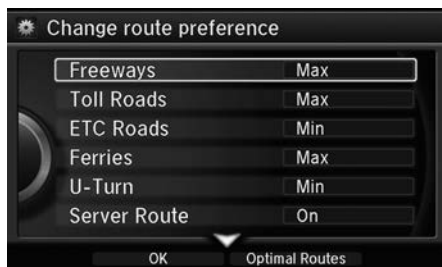 Change route preference
Freeways Max
Toll Roads Max
ETC Roads Min
Ferries Max
U-Turn Min
Server Route On
OK Optimal Routes